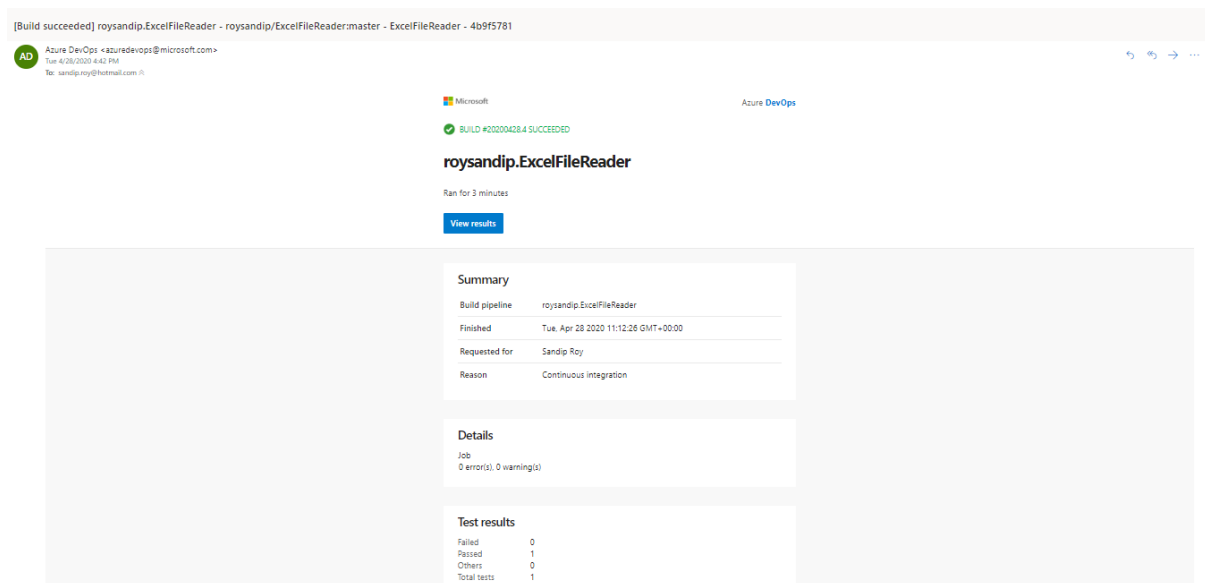 [Build succeeded] roysandip.ExcelFileReader - roysandip/ExcelFileReader:master - ExcelFileReader - 4b9f5781
AD
Azure DevOps <azuredevops@microsoft.com>
Tue 4/28/2020 4:42 PM
To: sandip.roy@hotmail.com
Microsoft
Azure DevOps
BUILD #20200428.4 SUCCEEDED
roysandip.ExcelFileReader
Ran for 3 minutes
View results
Summary
Build pipeline roysandip.ExcelFileReader
Finished Tue, Apr 28 2020 11:12:26 GMT+00:00
Requested for Sandip Roy
Reason Continuous integration
Details
Job
0 error(s), 0 warning(s)
Test results
Failed 0
Passed 1
Others 0
Total tests 1